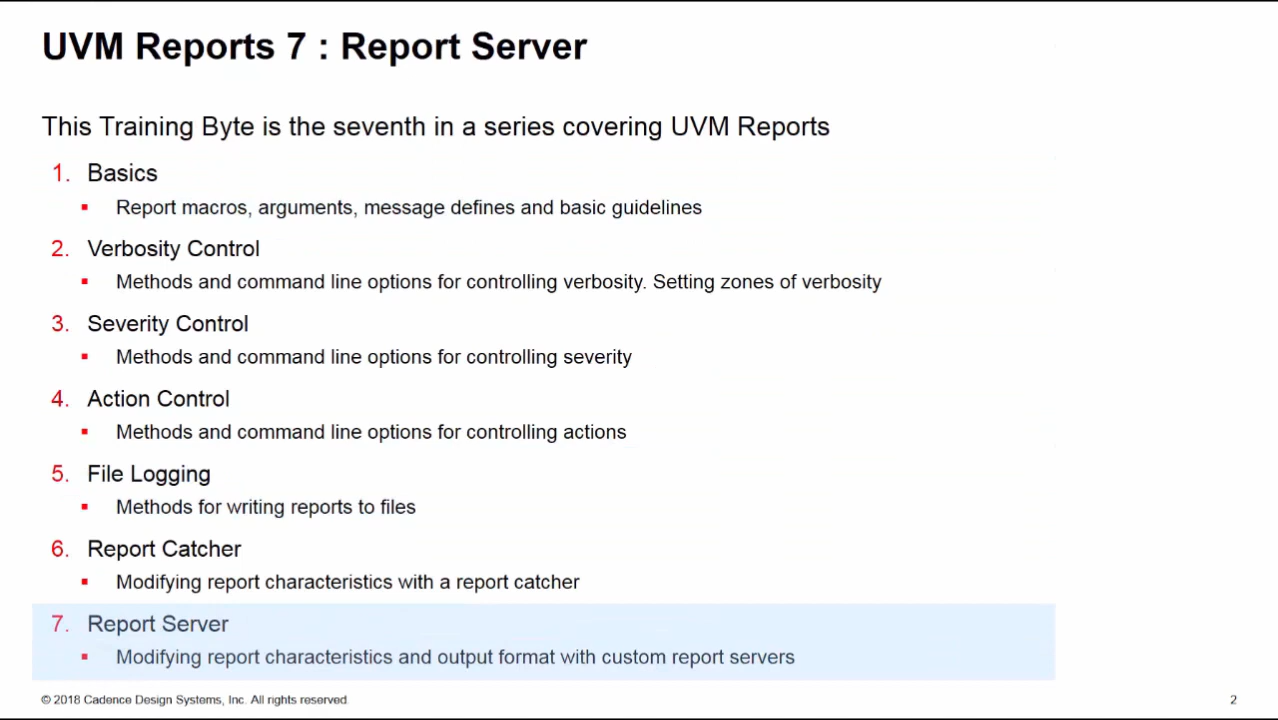 UVM Reports 7 : Report Server
This Training Byte is the seventh in a series covering UVM Reports
1. Basics
▪ Report macros, arguments, message defines and basic guidelines
2. Verbosity Control
▪ Methods and command line options for controlling verbosity. Setting zones of verbosity
3. Severity Control
▪ Methods and command line options for controlling severity
4. Action Control
▪ Methods and command line options for controlling actions
5. File Logging
▪ Methods for writing reports to files
6. Report Catcher
▪ Modifying report characteristics with a report catcher
7. Report Server
▪ Modifying report characteristics and output format with custom report servers
© 2018 Cadence Design Systems, Inc. All rights reserved.
2